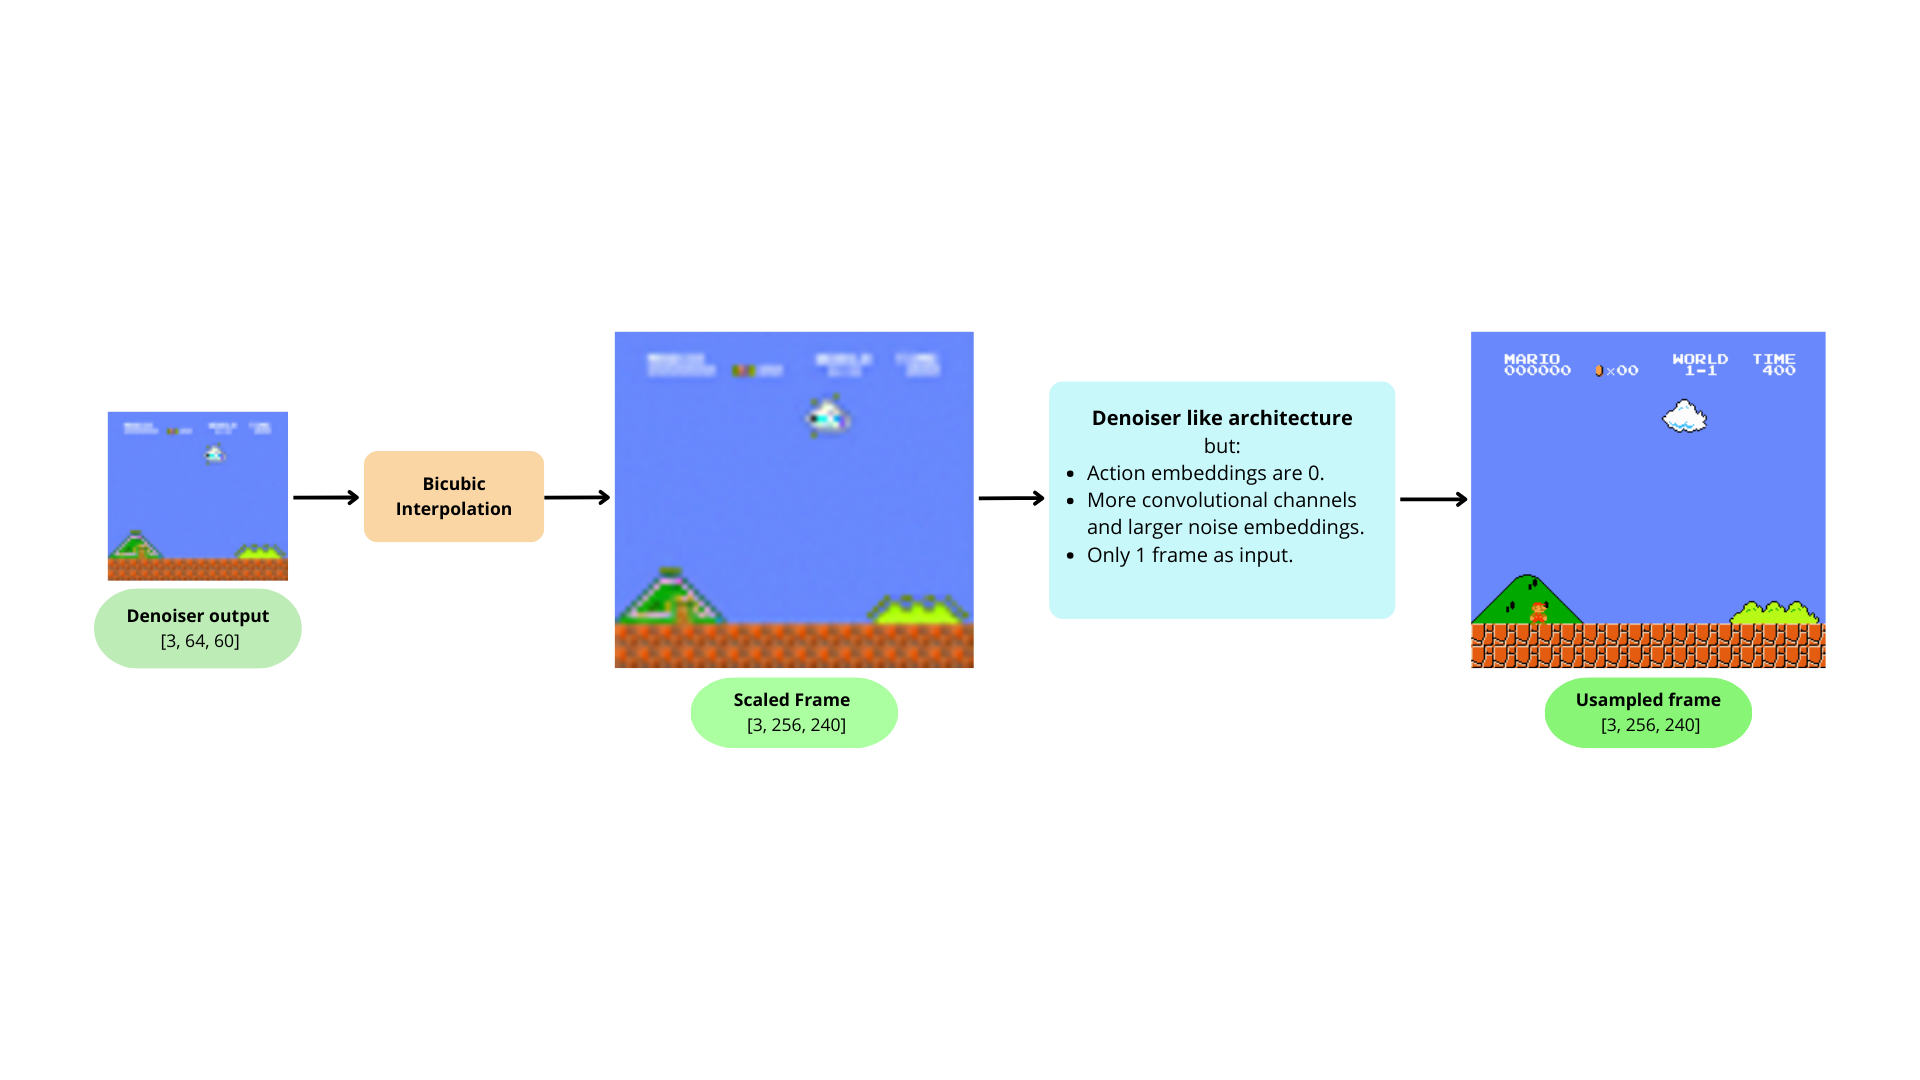 Denoiser output
[3, 64, 60]
Bicubic
Interpolation
Scaled Frame
[3, 256, 240]
Denoiser like architecture
but:
• Action embeddings are 0.
• More convolutional channels
and larger noise embeddings.
• Only 1 frame as input.
MARIO WORLD TIME
000000 ×00 1-1 400
Usampled frame
[3, 256, 240]